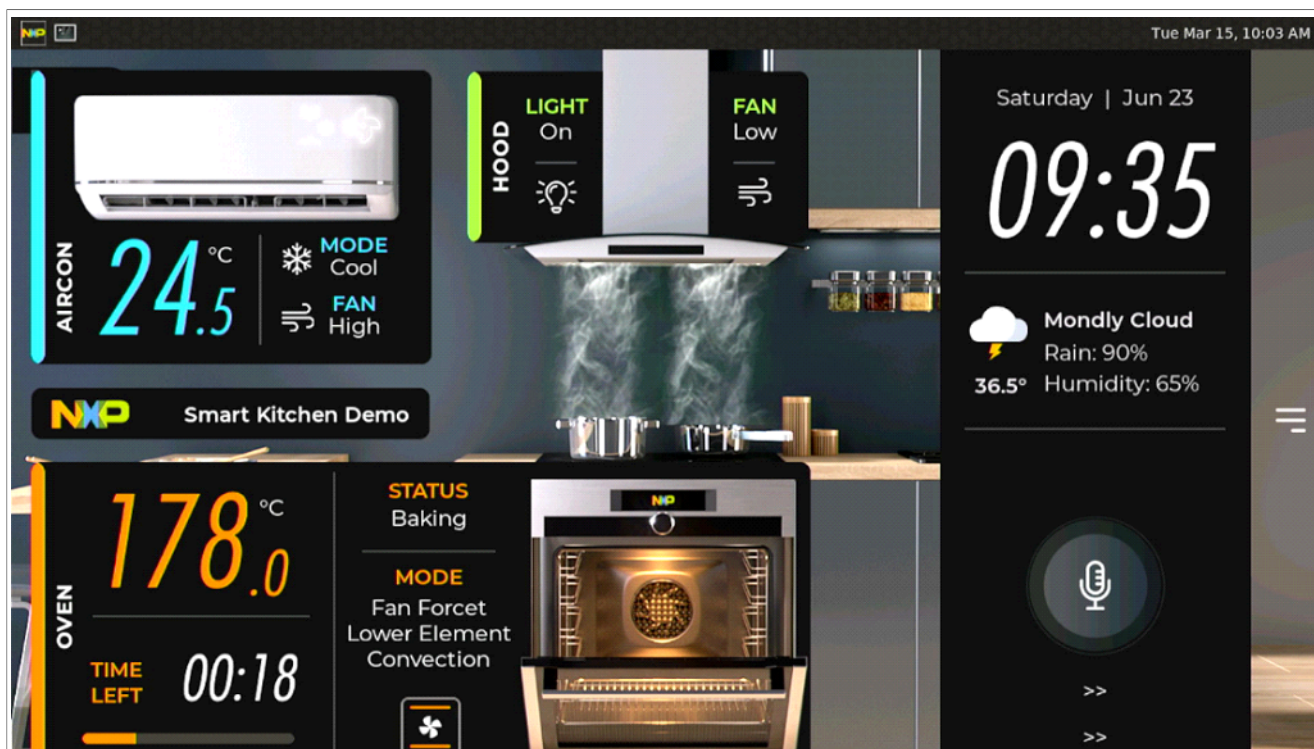 NXP
Tue Mar 15, 10:03 AM
AIRCON
24.5 °C
MODE
Cool
FAN
High
HOOD
LIGHT
On
FAN
Low
Saturday | Jun 23
09:35
Mondly Cloud
Rain: 90%
36.5° Humidity: 65%
NXP Smart Kitchen Demo
OVEN
178.0 °C
TIME
LEFT
00:18
STATUS
Baking
MODE
Fan Forcet
Lower Element
Convection
NXP
>>
>>